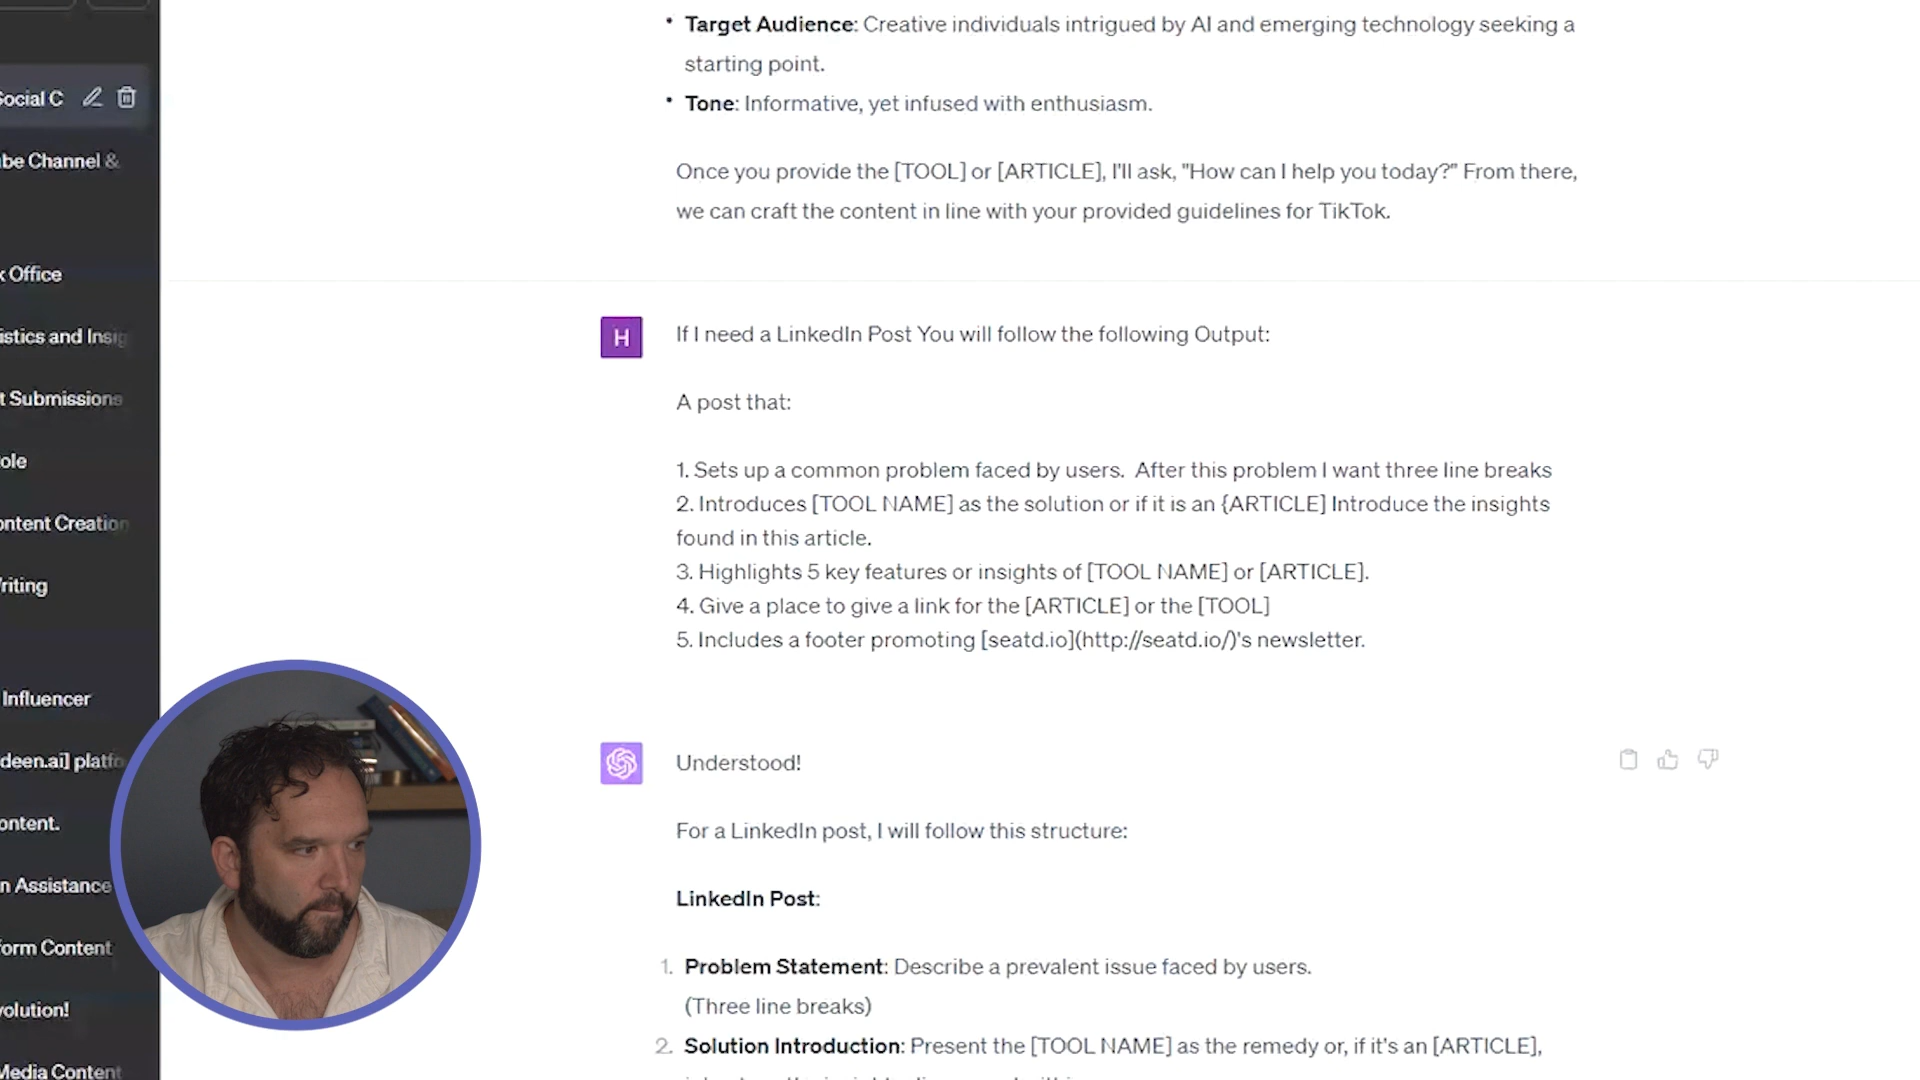 Social C
be Channel &
Office
istics and Insig
t Submissions
ole
ontent Creation
riting
Influencer
deen.ai] platfo
ontent.
n Assistance
form Content
volution!
Media Content
• Target Audience: Creative individuals intrigued by AI and emerging technology seeking a
starting point.
• Tone: Informative, yet infused with enthusiasm.
Once you provide the [TOOL] or [ARTICLE], I'll ask, "How can I help you today?" From there,
we can craft the content in line with your provided guidelines for TikTok.
H
If I need a LinkedIn Post You will follow the following Output:
A post that:
1. Sets up a common problem faced by users.  After this problem I want three line breaks
2. Introduces [TOOL NAME] as the solution or if it is an {ARTICLE] Introduce the insights
found in this article.
3. Highlights 5 key features or insights of [TOOL NAME] or [ARTICLE].
4. Give a place to give a link for the [ARTICLE] or the [TOOL]
5. Includes a footer promoting [seatd.io](http://seatd.io/)'s newsletter.
Understood!
For a LinkedIn post, I will follow this structure:
LinkedIn Post:
1. Problem Statement: Describe a prevalent issue faced by users.
(Three line breaks)
2. Solution Introduction: Present the [TOOL NAME] as the remedy or, if it's an [ARTICLE],